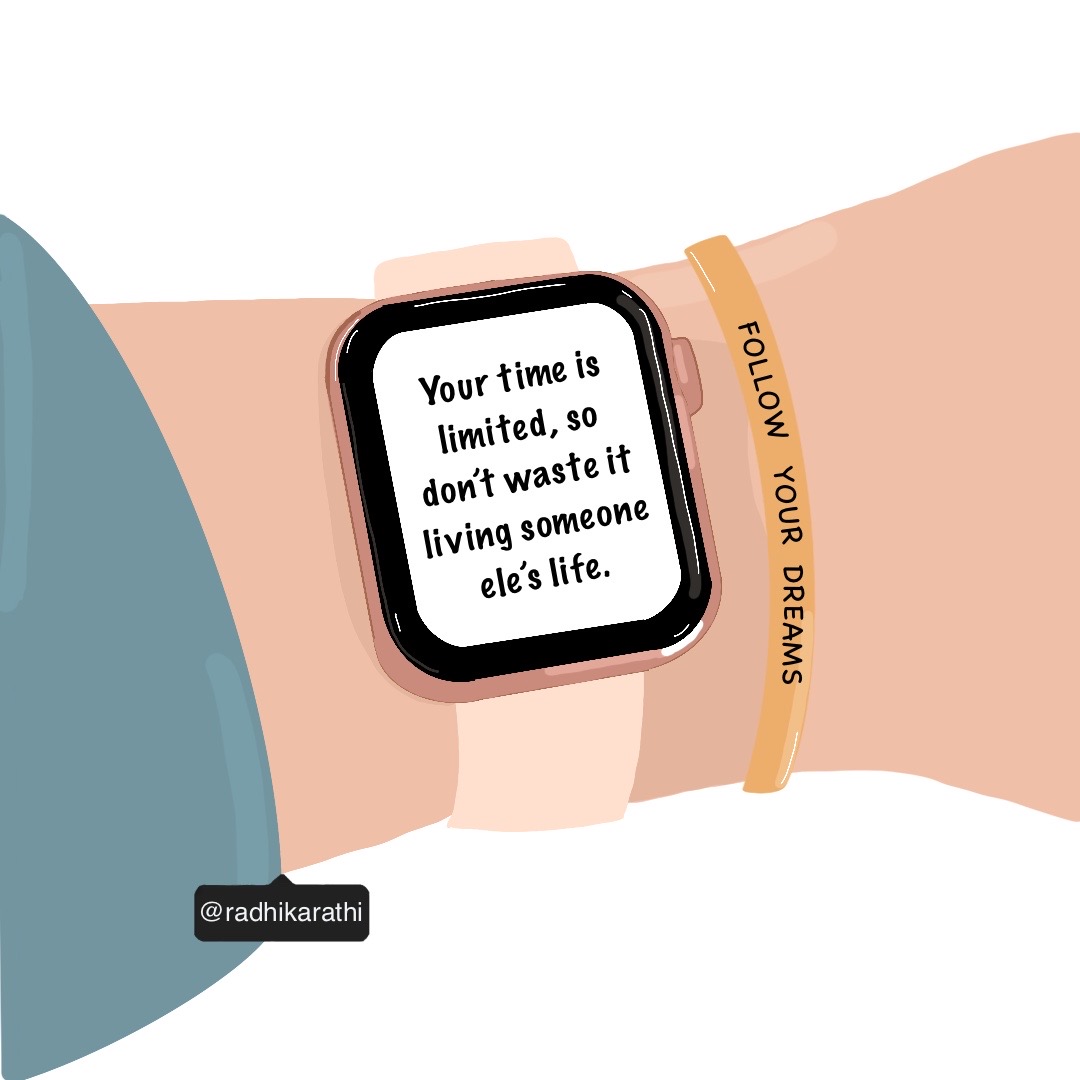 Your time is
limited, so
don't waste it
living someone
ele's life.
FOLLOW YOUR DREAMS
@radhikarathi